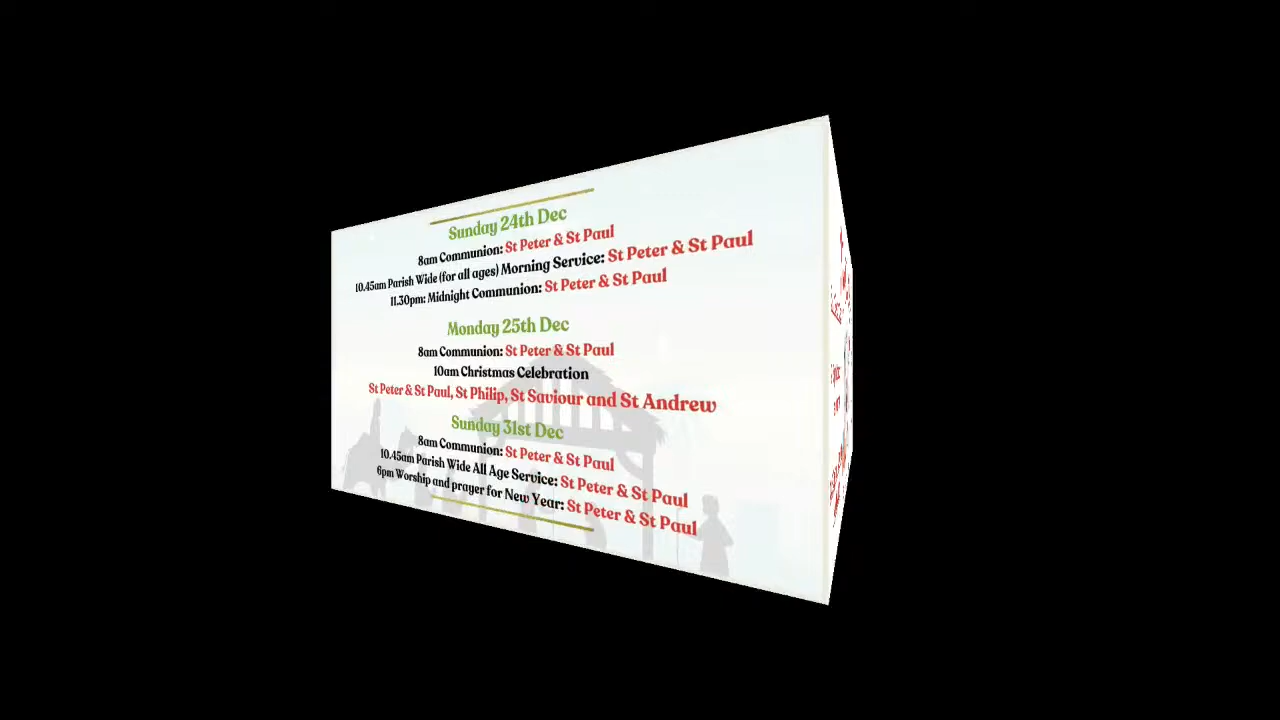 Sunday 24th Dec
8am Communion: St Peter & St Paul
10.45am Parish Wide (for all ages) Morning Service: St Peter & St Paul
11.30pm: Midnight Communion: St Peter & St Paul
Monday 25th Dec
8am Communion: St Peter & St Paul
10am Christmas Celebration
St Peter & St Paul, St Philip, St Saviour and St Andrew
Sunday 31st Dec
8am Communion: St Peter & St Paul
10.45am Parish Wide All Age Service: St Peter & St Paul
6pm Worship and prayer for New Year: St Peter & St Paul